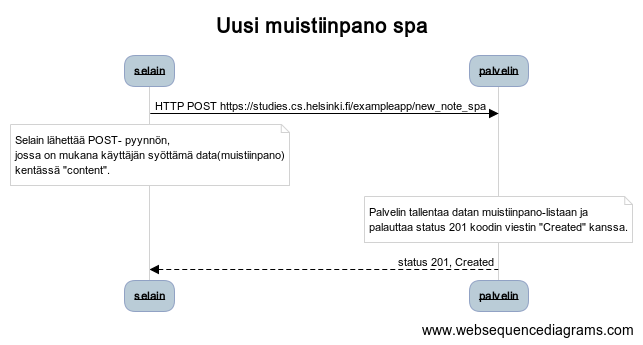 Uusi muistiinpano spa
selain
palvelin
HTTP POST https://studies.cs.helsinki.fi/exampleapp/new_note_spa
Selain lähettää POST- pyynnön,
jossa on mukana käyttäjän syöttämä data(muistiinpano)
kentässä "content".
Palvelin tallentaa datan muistiinpano-listaan ja
palauttaa status 201 koodin viestin "Created" kanssa.
status 201, Created
selain
palvelin
www.websequencediagrams.com